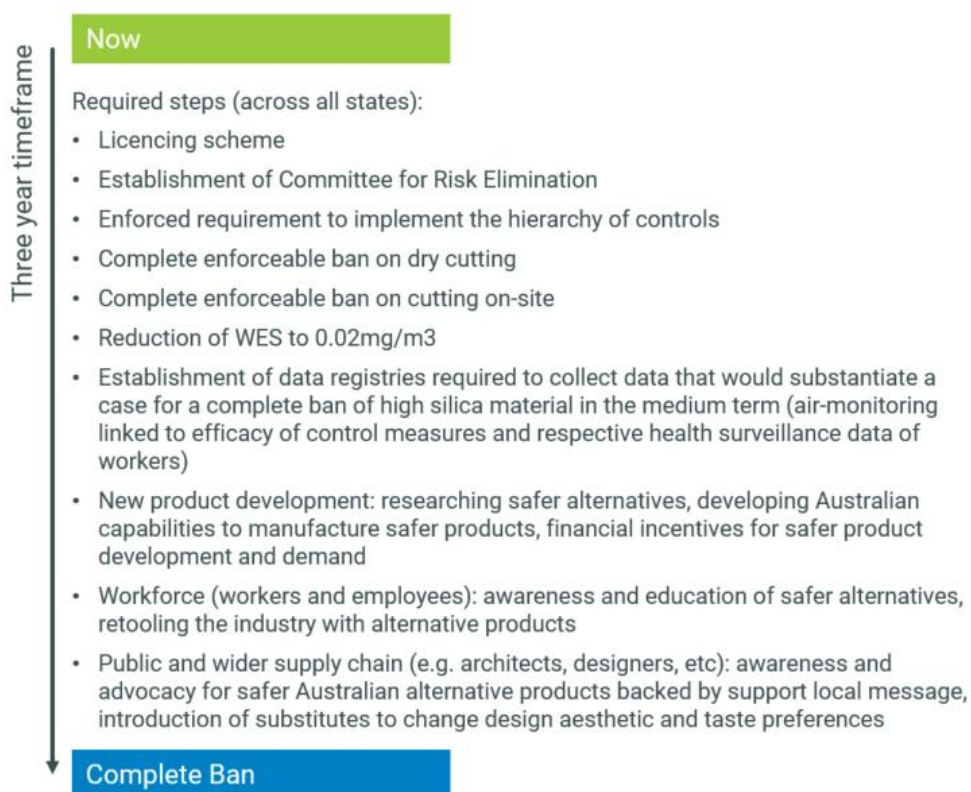 Three year timeframe
Now
Required steps (across all states):
• Licencing scheme
• Establishment of Committee for Risk Elimination
• Enforced requirement to implement the hierarchy of controls
• Complete enforceable ban on dry cutting
• Complete enforceable ban on cutting on-site
• Reduction of WES to 0.02mg/m3
• Establishment of data registries required to collect data that would substantiate a
case for a complete ban of high silica material in the medium term (air-monitoring
linked to efficacy of control measures and respective health surveillance data of
workers)
• New product development: researching safer alternatives, developing Australian
capabilities to manufacture safer products, financial incentives for safer product
development and demand
• Workforce (workers and employees): awareness and education of safer alternatives,
retooling the industry with alternative products
• Public and wider supply chain (e.g. architects, designers, etc): awareness and
advocacy for safer Australian alternative products backed by support local message,
introduction of substitutes to change design aesthetic and taste preferences
Complete Ban